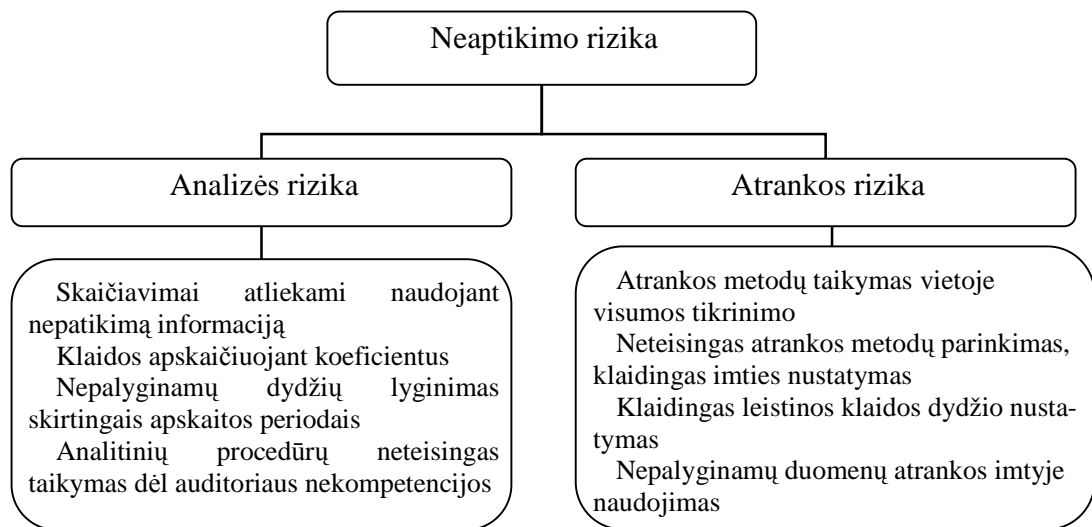 Neaptikimo rizika
Analizės rizika
Atrankos rizika
Skaičiavimai atliekami naudojant
nepatikimą informaciją
Klaidos apskaičiuojant koeficientus
Nepalyginamų dydžių lyginimas
skirtingais apskaitos periodais
Analitinių procedūrų neteisingas
taikymas dėl auditoriaus nekompetencijos
Atrankos metodų taikymas vietoje
visumos tikrinimo
Neteisingas atrankos metodų parinkimas,
klaidingas imties nustatymas
Klaidingas leistinos klaidos dydžio nusta-
tymas
Nepalyginamų duomenų atrankos imtyje
naudojimas